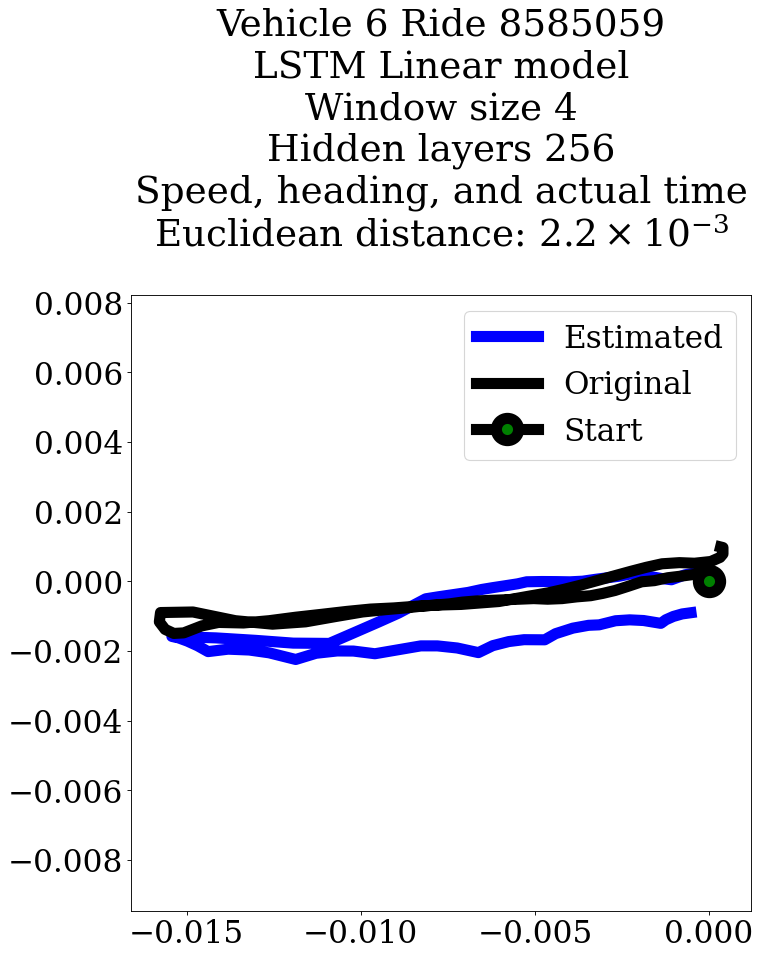 Vehicle 6 Ride 8585059
LSTM Linear model
Window size 4
Hidden layers 256
Speed, heading, and actual time
Euclidean distance: 2.2 × 10⁻³
0.008
0.006
0.004
0.002
0.000
−0.002
−0.004
−0.006
−0.008
Estimated
Original
Start
−0.015 −0.010 −0.005 0.000